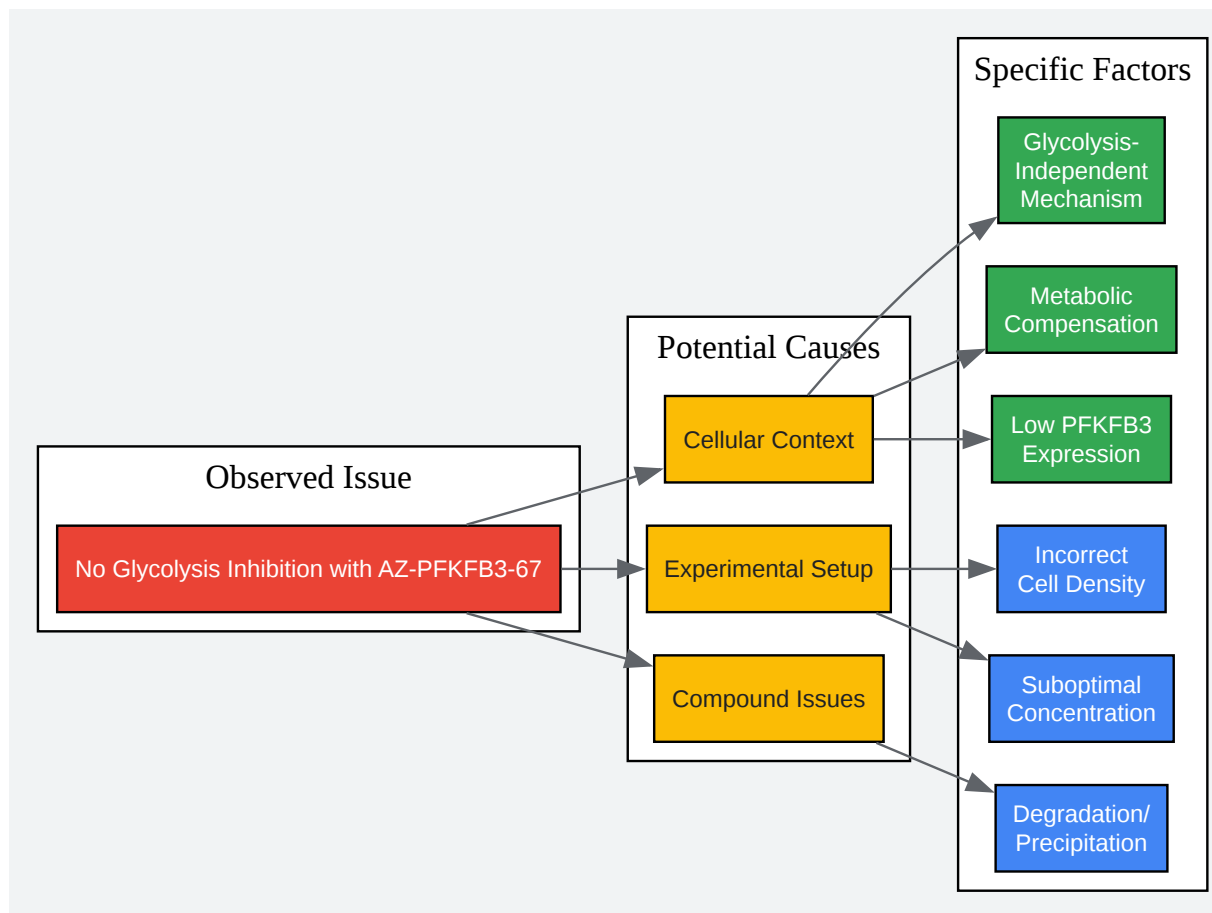 Observed Issue
No Glycolysis Inhibition with AZ-PFKFB3-67
Potential Causes
Cellular Context
Experimental Setup
Compound Issues
Specific Factors
Glycolysis-
Independent
Mechanism
Metabolic
Compensation
Low PFKFB3
Expression
Incorrect
Cell Density
Suboptimal
Concentration
Degradation/
Precipitation